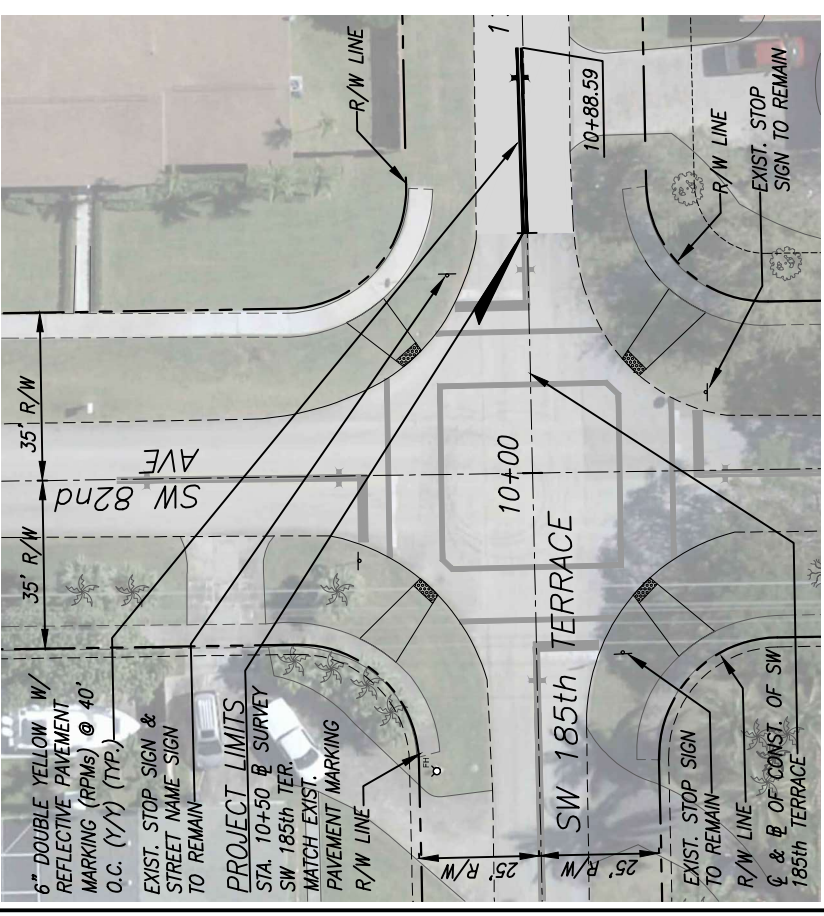 6" DOUBLE YELLOW W/
REFLECTIVE PAVEMENT
MARKING (RPMs) @ 40'
O.C. (Y/Y) (TYP.)
EXIST. STOP SIGN &
STREET NAME SIGN
TO REMAIN
PROJECT LIMITS
STA. 10+50 B SURVEY
SW 185th TER.
MATCH EXIST.
PAVEMENT MARKING
R/W LINE
FH
35' R/W
35' R/W
SW 82nd
AVE
R/W LINE
10+00
SW 185th TERRACE
25' R/W
25' R/W
10+88.59
R/W LINE
EXIST. STOP
SIGN TO REMAIN
EXIST. STOP SIGN
TO REMAIN
R/W LINE
℄ & B OF CONST. OF SW
185th TERRACE